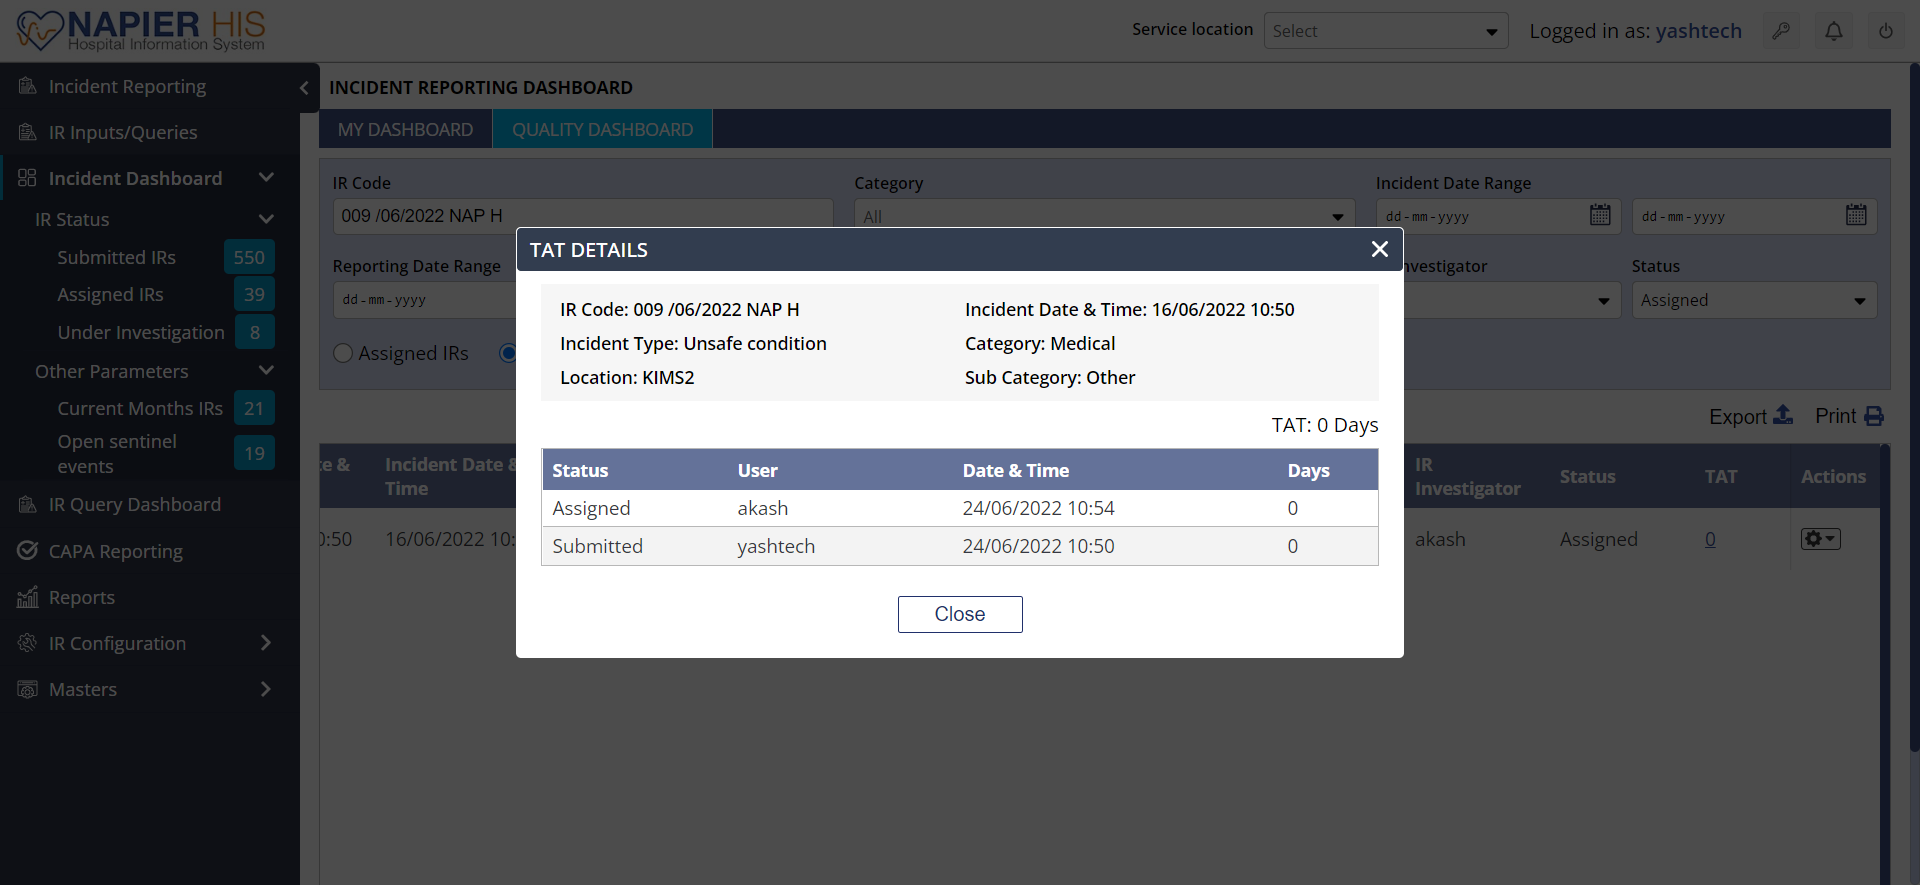 NAPIER HIS
Hospital Information System
Service location
Select
Logged in as: yashtech
Incident Reporting
IR Inputs/Queries
Incident Dashboard
IR Status
Submitted IRs 550
Assigned IRs 39
Under Investigation 8
Other Parameters
Current Months IRs 21
Open sentinel
events
19
IR Query Dashboard
CAPA Reporting
Reports
IR Configuration
Masters
INCIDENT REPORTING DASHBOARD
MY DASHBOARD QUALITY DASHBOARD
IR Code Category Incident Date Range
009 /06/2022 NAP H All dd-mm-yyyy dd-mm-yyyy
Reporting Date Range Status
dd-mm-yyyy Assigned
Assigned IRs
Export Print
Incident Date &
Time
IR
Investigator
Status TAT Actions
16/06/2022 10: akash Assigned 0
TAT DETAILS
IR Code: 009 /06/2022 NAP H Incident Date & Time: 16/06/2022 10:50
Incident Type: Unsafe condition Category: Medical
Location: KIMS2 Sub Category: Other
TAT: 0 Days
Status User Date & Time Days
Assigned akash 24/06/2022 10:54 0
Submitted yashtech 24/06/2022 10:50 0
Close